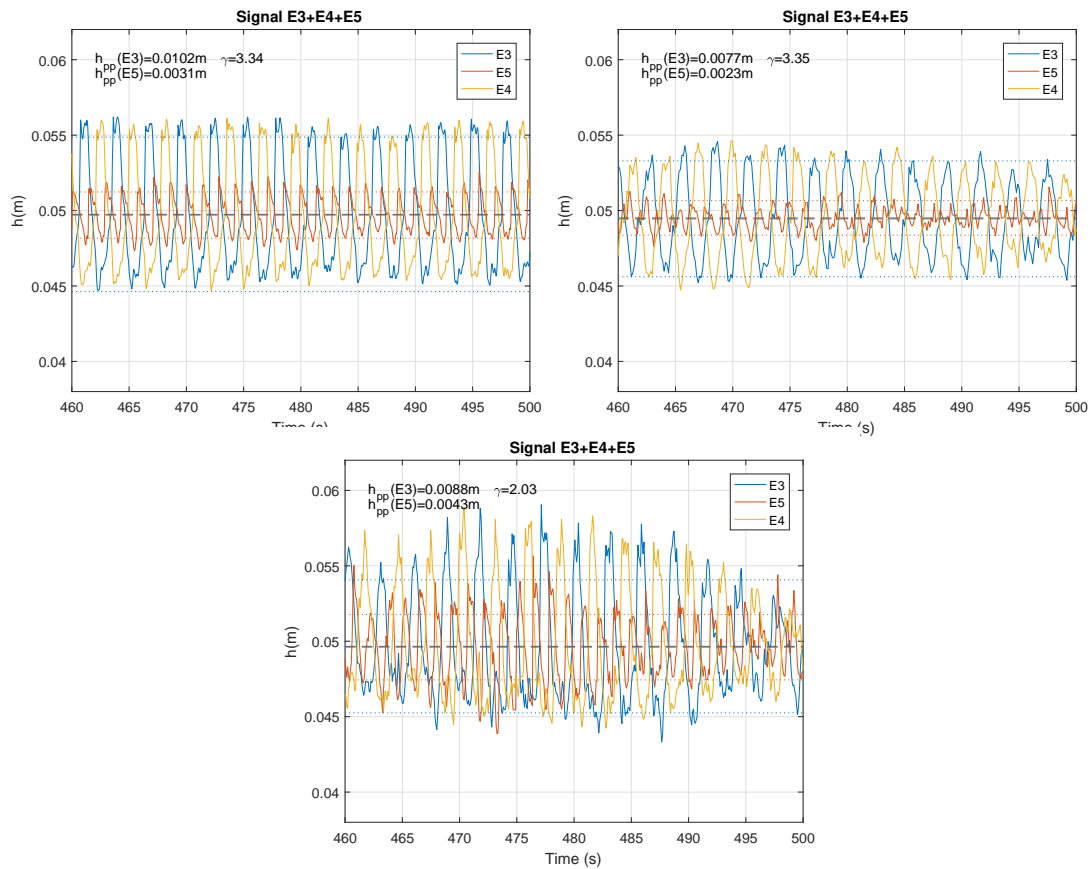 Signal E3+E4+E5
h_pp(E3)=0.0102m γ=3.34
h_pp(E5)=0.0031m
E3
E5
E4
0.06
0.055
0.05
0.045
0.04
h(m)
460 465 470 475 480 485 490 495 500
Time (s)
Signal E3+E4+E5
h_pp(E3)=0.0077m γ=3.35
h_pp(E5)=0.0023m
E3
E5
E4
0.06
0.055
0.05
0.045
0.04
h(m)
460 465 470 475 480 485 490 495 500
Time (s)
Signal E3+E4+E5
h_pp(E3)=0.0088m γ=2.03
h_pp(E5)=0.0043m
E3
E5
E4
0.06
0.055
0.05
0.045
0.04
h(m)
460 465 470 475 480 485 490 495 500
Time (s)